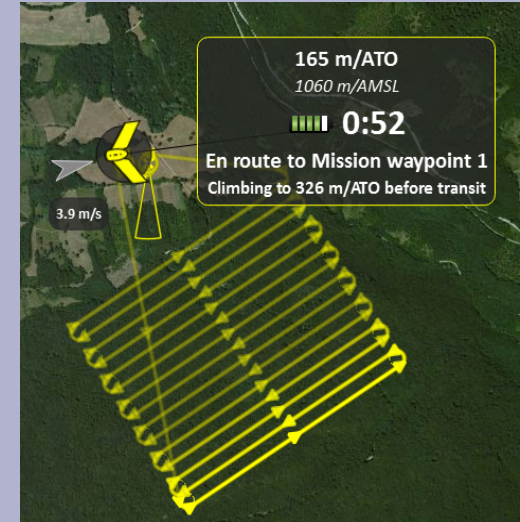 165 m/ATO
1060 m/AMSL
0:52
En route to Mission waypoint 1
Climbing to 326 m/ATO before transit
3.9 m/s